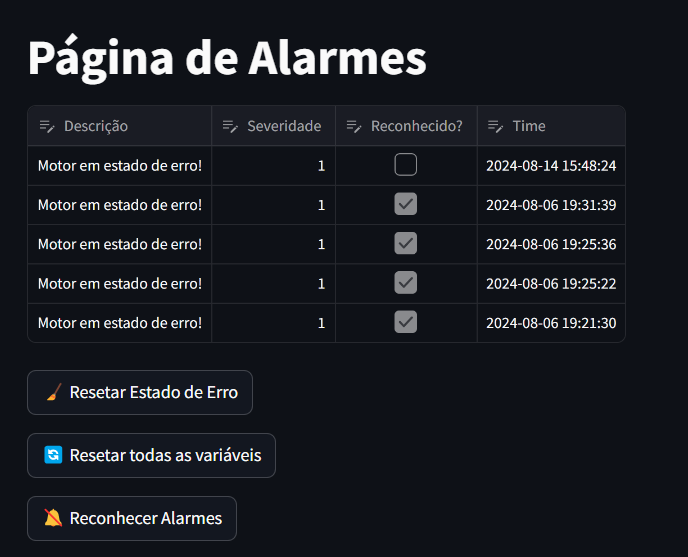 Página de Alarmes
Descrição Severidade Reconhecido? Time
Motor em estado de erro! 1 2024-08-14 15:48:24
Motor em estado de erro! 1 2024-08-06 19:31:39
Motor em estado de erro! 1 2024-08-06 19:25:36
Motor em estado de erro! 1 2024-08-06 19:25:22
Motor em estado de erro! 1 2024-08-06 19:21:30
Resetar Estado de Erro
Resetar todas as variáveis
Reconhecer Alarmes